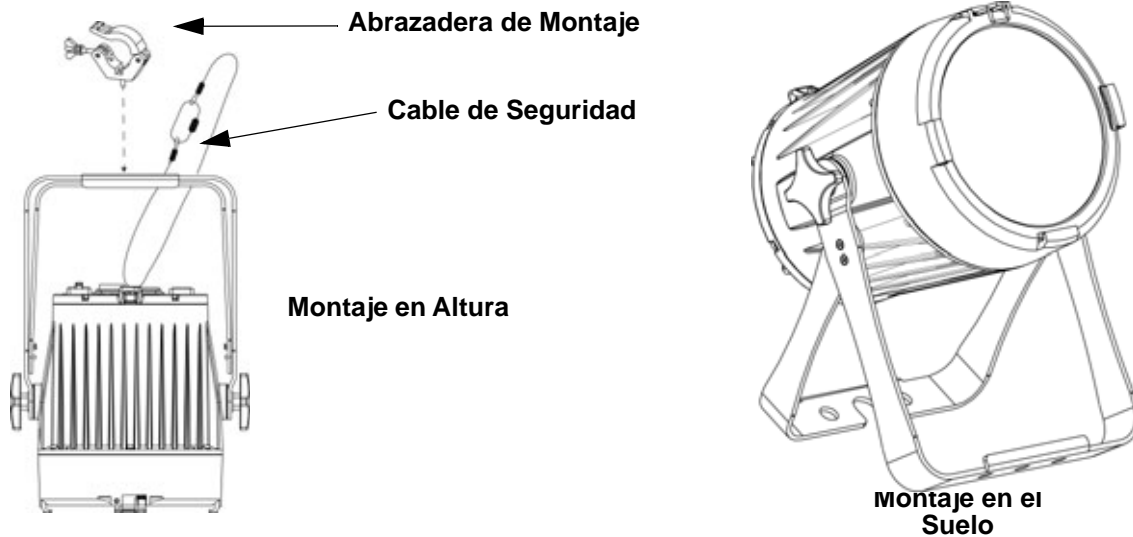 Abrazadera de Montaje
Cable de Seguridad
Montaje en Altura
Montaje en el
Suelo